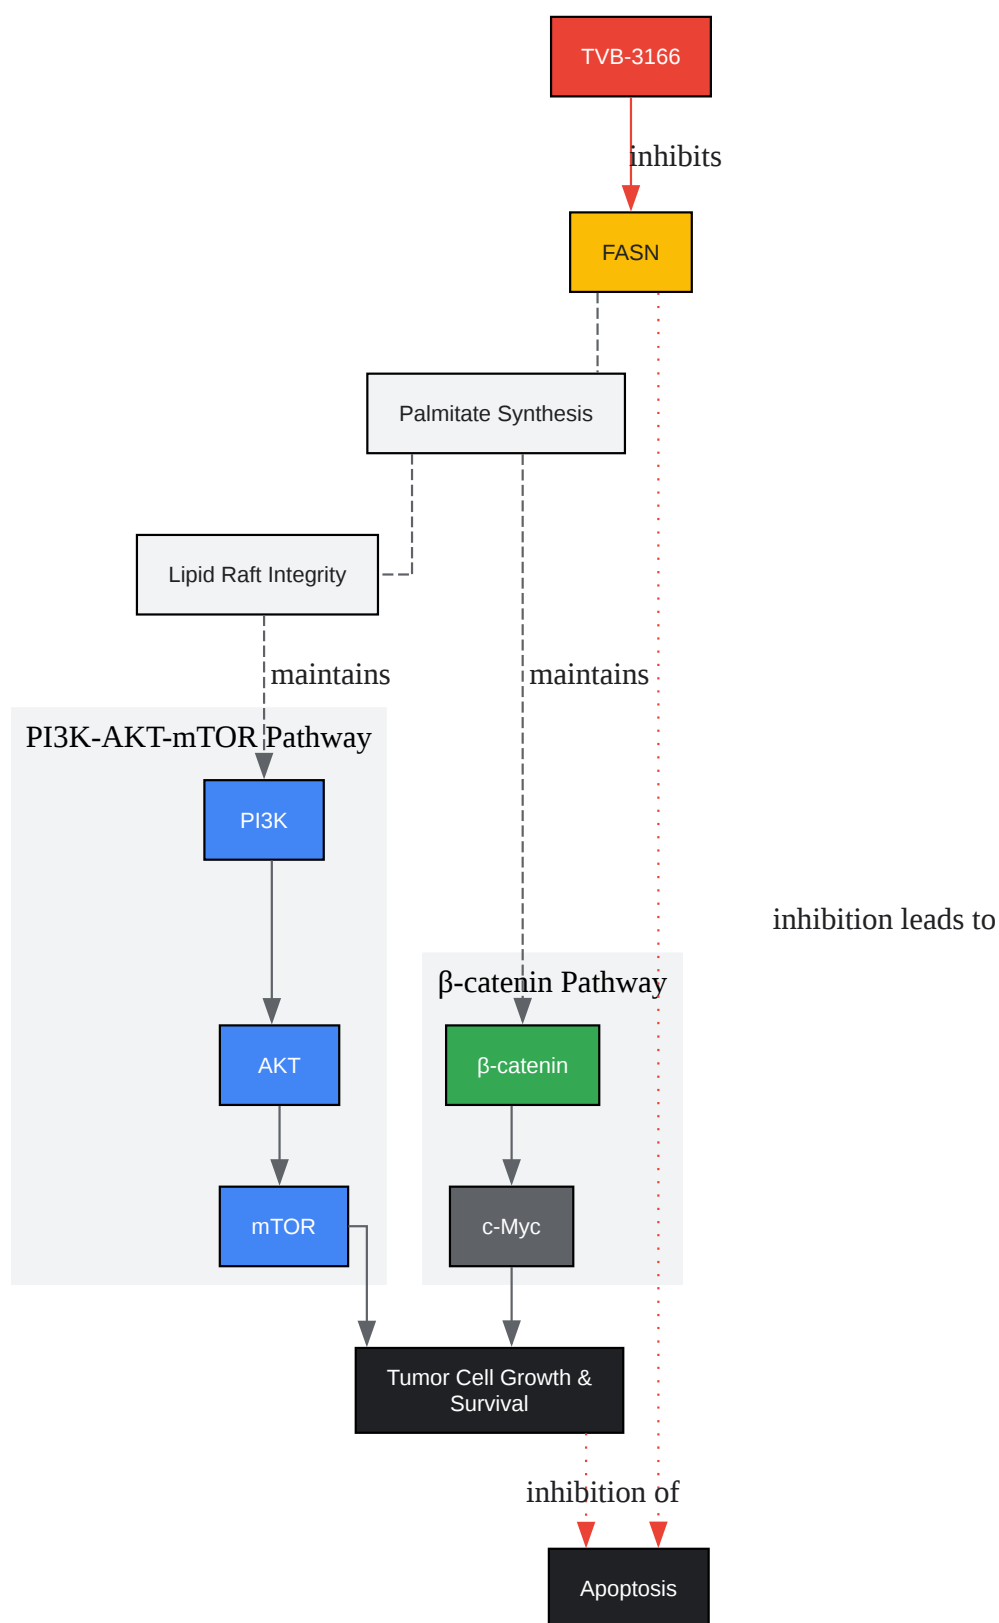 TVB-3166
inhibits
FASN
Palmitate Synthesis
Lipid Raft Integrity
maintains
maintains
PI3K-AKT-mTOR Pathway
PI3K
inhibition leads to
β-catenin Pathway
AKT
β-catenin
mTOR
c-Myc
Tumor Cell Growth &
Survival
inhibition of
Apoptosis